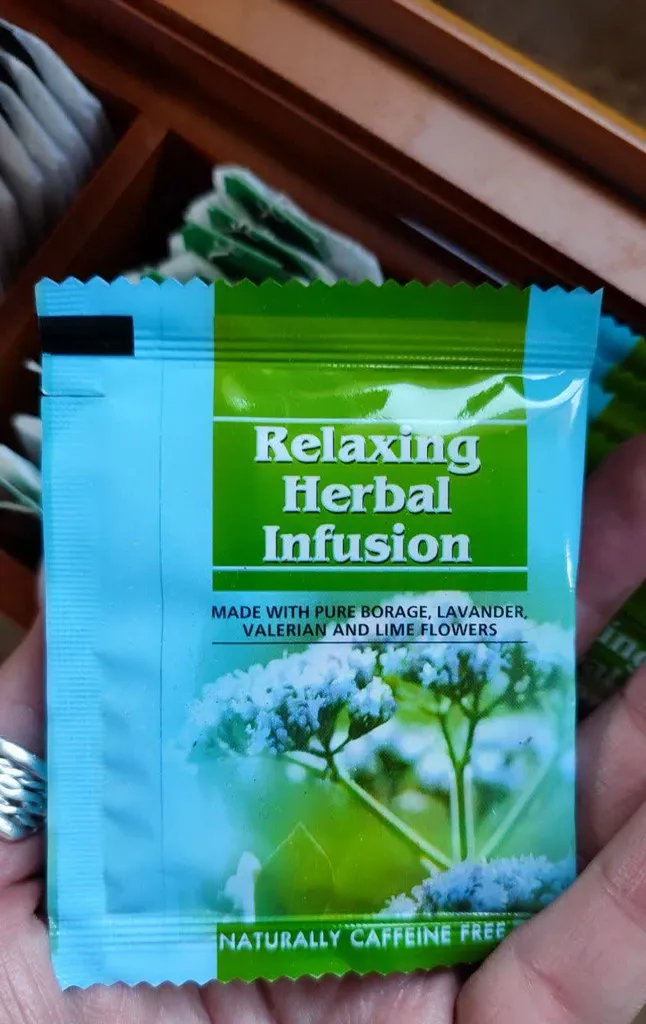 Relaxing
Herbal
Infusion
MADE WITH PURE BORAGE, LAVANDER,
VALERIAN AND LIME FLOWERS
NATURALLY CAFFEINE FREE